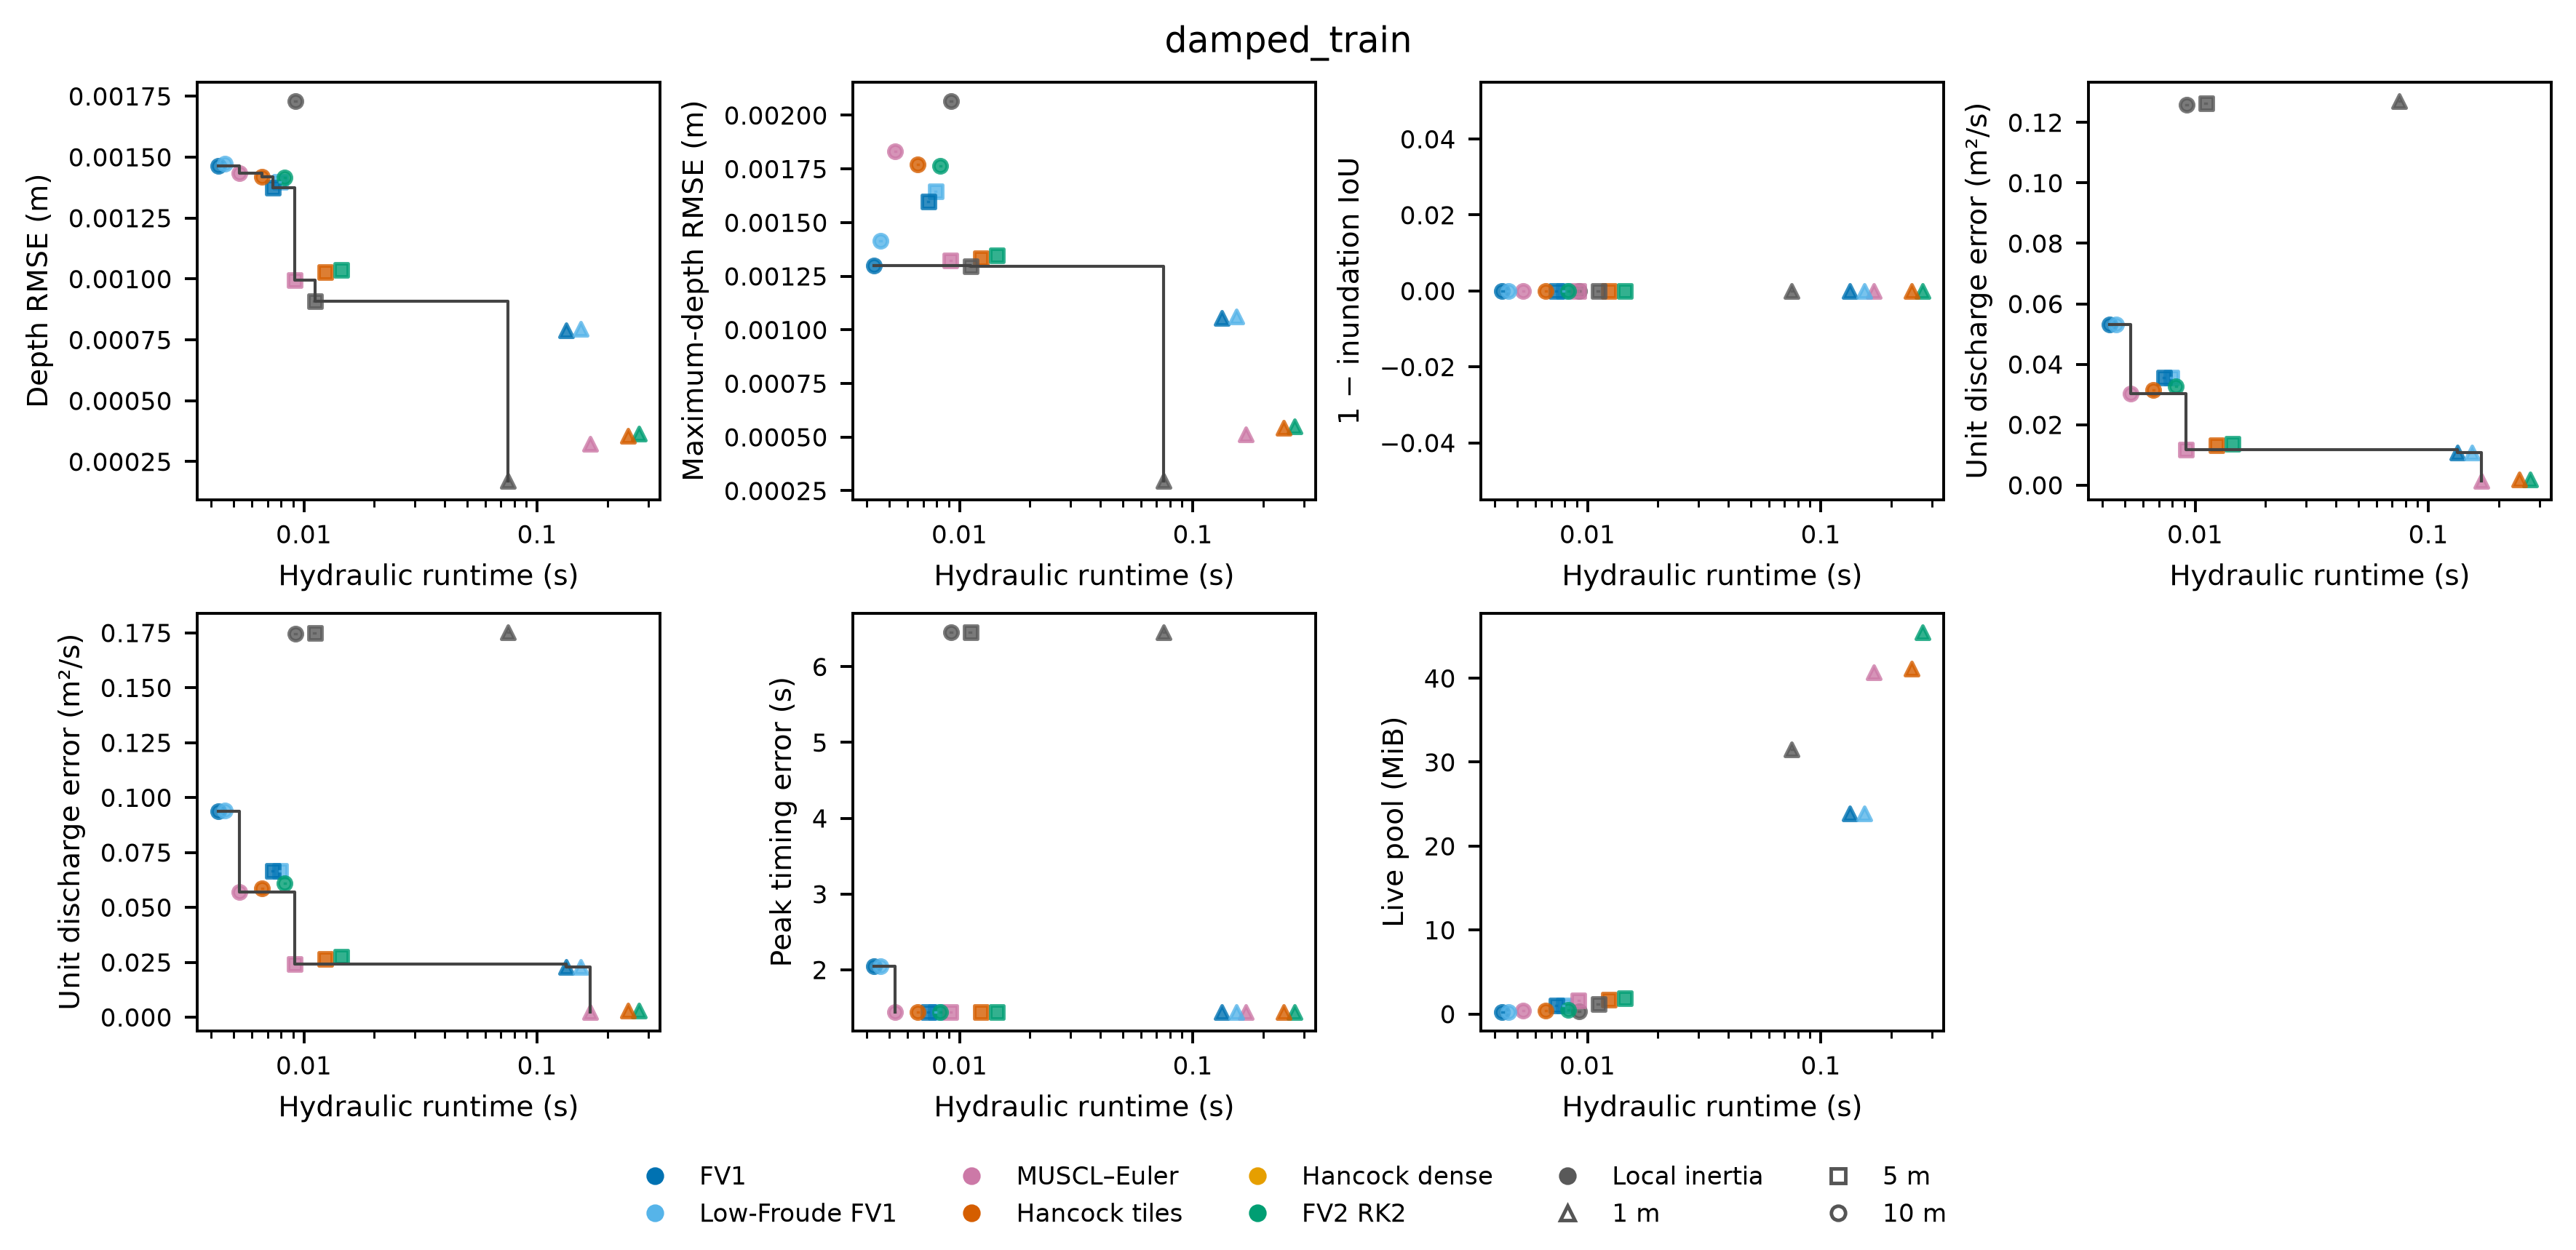 damped_train
Depth RMSE (m)
0.00175
0.00150
0.00125
0.00100
0.00075
0.00050
0.00025
0.01
0.1
Hydraulic runtime (s)
Maximum-depth RMSE (m)
0.00200
0.00175
0.00150
0.00125
0.00100
0.00075
0.00050
0.00025
0.01
0.1
Hydraulic runtime (s)
1 − inundation IoU
0.04
0.02
0.00
−0.02
−0.04
0.01
0.1
Hydraulic runtime (s)
Unit discharge error (m²/s)
0.12
0.10
0.08
0.06
0.04
0.02
0.00
0.01
0.1
Hydraulic runtime (s)
Unit discharge error (m²/s)
0.175
0.150
0.125
0.100
0.075
0.050
0.025
0.000
0.01
0.1
Hydraulic runtime (s)
Peak timing error (s)
6
5
4
3
2
0.01
0.1
Hydraulic runtime (s)
Live pool (MiB)
40
30
20
10
0
0.01
0.1
Hydraulic runtime (s)
FV1
Low-Froude FV1
MUSCL–Euler
Hancock tiles
Hancock dense
FV2 RK2
Local inertia
1 m
5 m
10 m